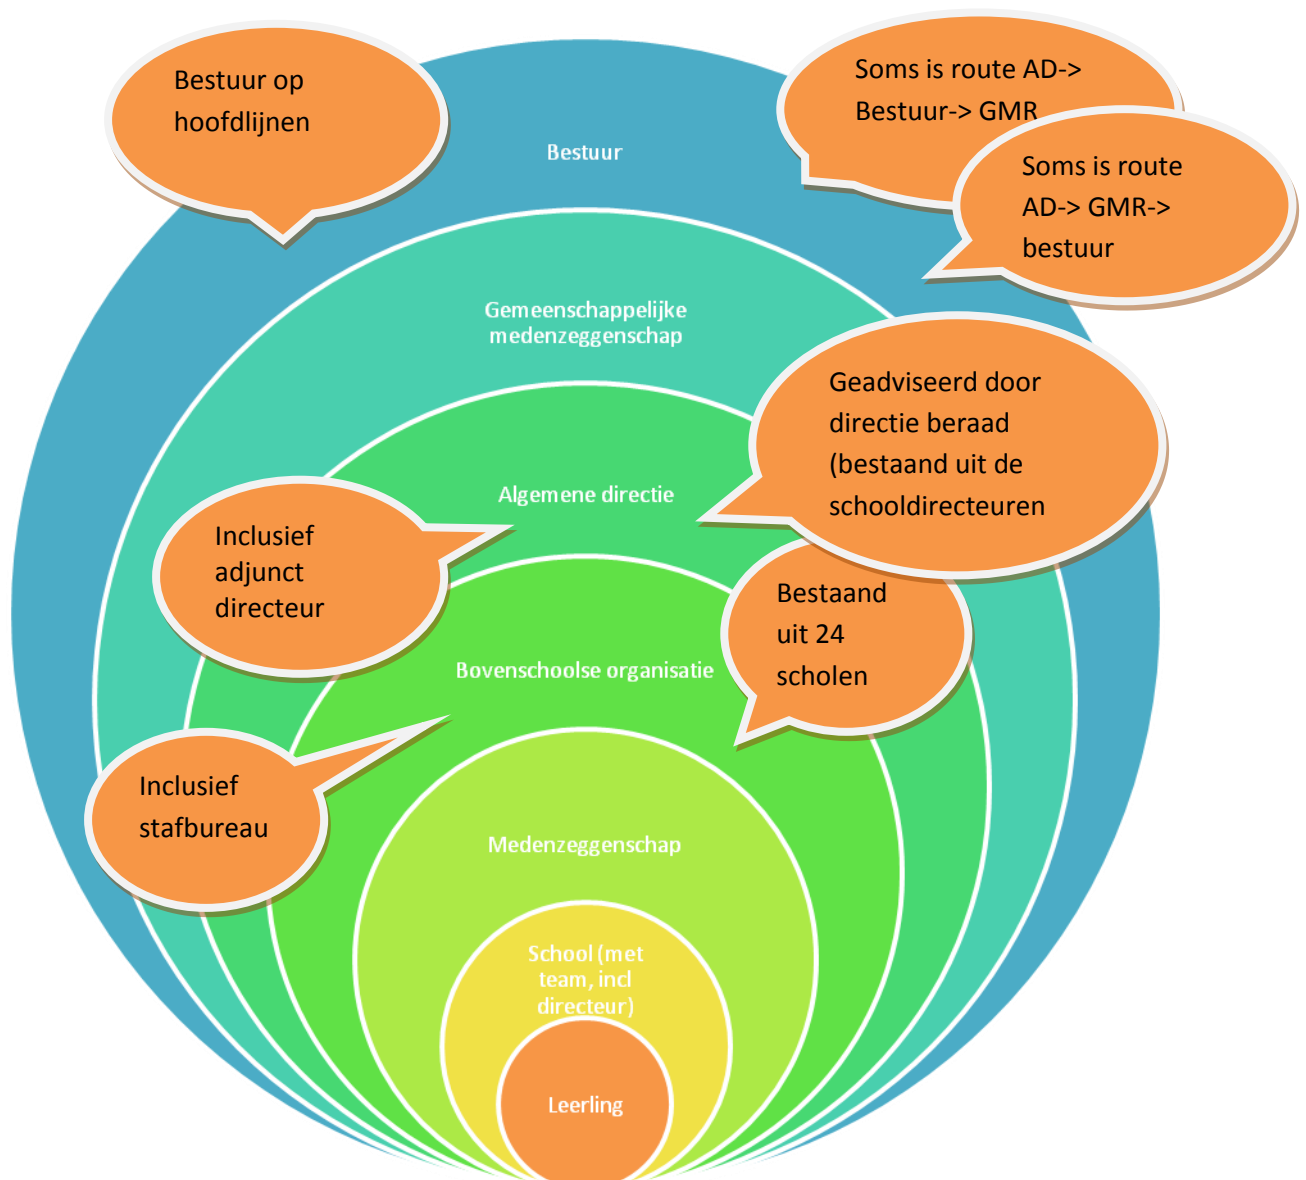 Bestuur op
hoofdlijnen
Soms is route AD->
Bestuur-> GMR
Soms is route
AD-> GMR->
bestuur
Bestuur
Gemeenschappelijke
medenzeggenschap
Geadviseerd door
directie beraad
(bestaand uit de
schooldirecteuren
Algemene directie
Inclusief
adjunct
directeur
Bestaand
uit 24
scholen
Bovenschoolse organisatie
Inclusief
stafbureau
Medenzeggenschap
School (met
team, incl
directeur)
Leerling